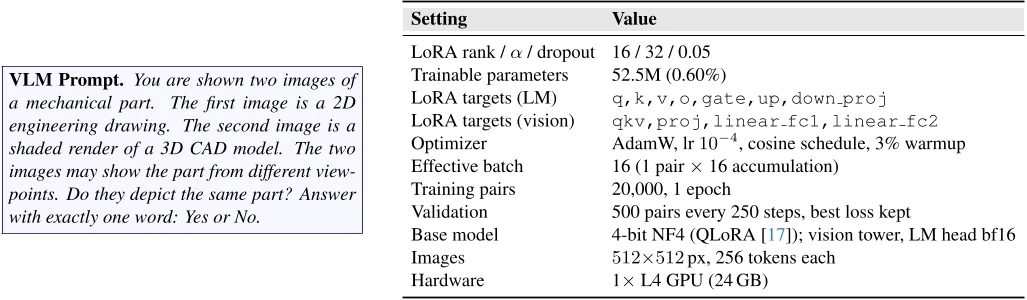 VLM Prompt. You are shown two images of
a mechanical part. The first image is a 2D
engineering drawing. The second image is a
shaded render of a 3D CAD model. The two
images may show the part from different view-
points. Do they depict the same part? Answer
with exactly one word: Yes or No.
Setting Value
LoRA rank / α / dropout 16 / 32 / 0.05
Trainable parameters 52.5M (0.60%)
LoRA targets (LM) q,k,v,o,gate,up,down_proj
LoRA targets (vision) qkv,proj,linear_fc1,linear_fc2
Optimizer AdamW, lr 10⁻⁴, cosine schedule, 3% warmup
Effective batch 16 (1 pair × 16 accumulation)
Training pairs 20,000, 1 epoch
Validation 500 pairs every 250 steps, best loss kept
Base model 4-bit NF4 (QLoRA [17]); vision tower, LM head bf16
Images 512×512 px, 256 tokens each
Hardware 1× L4 GPU (24 GB)